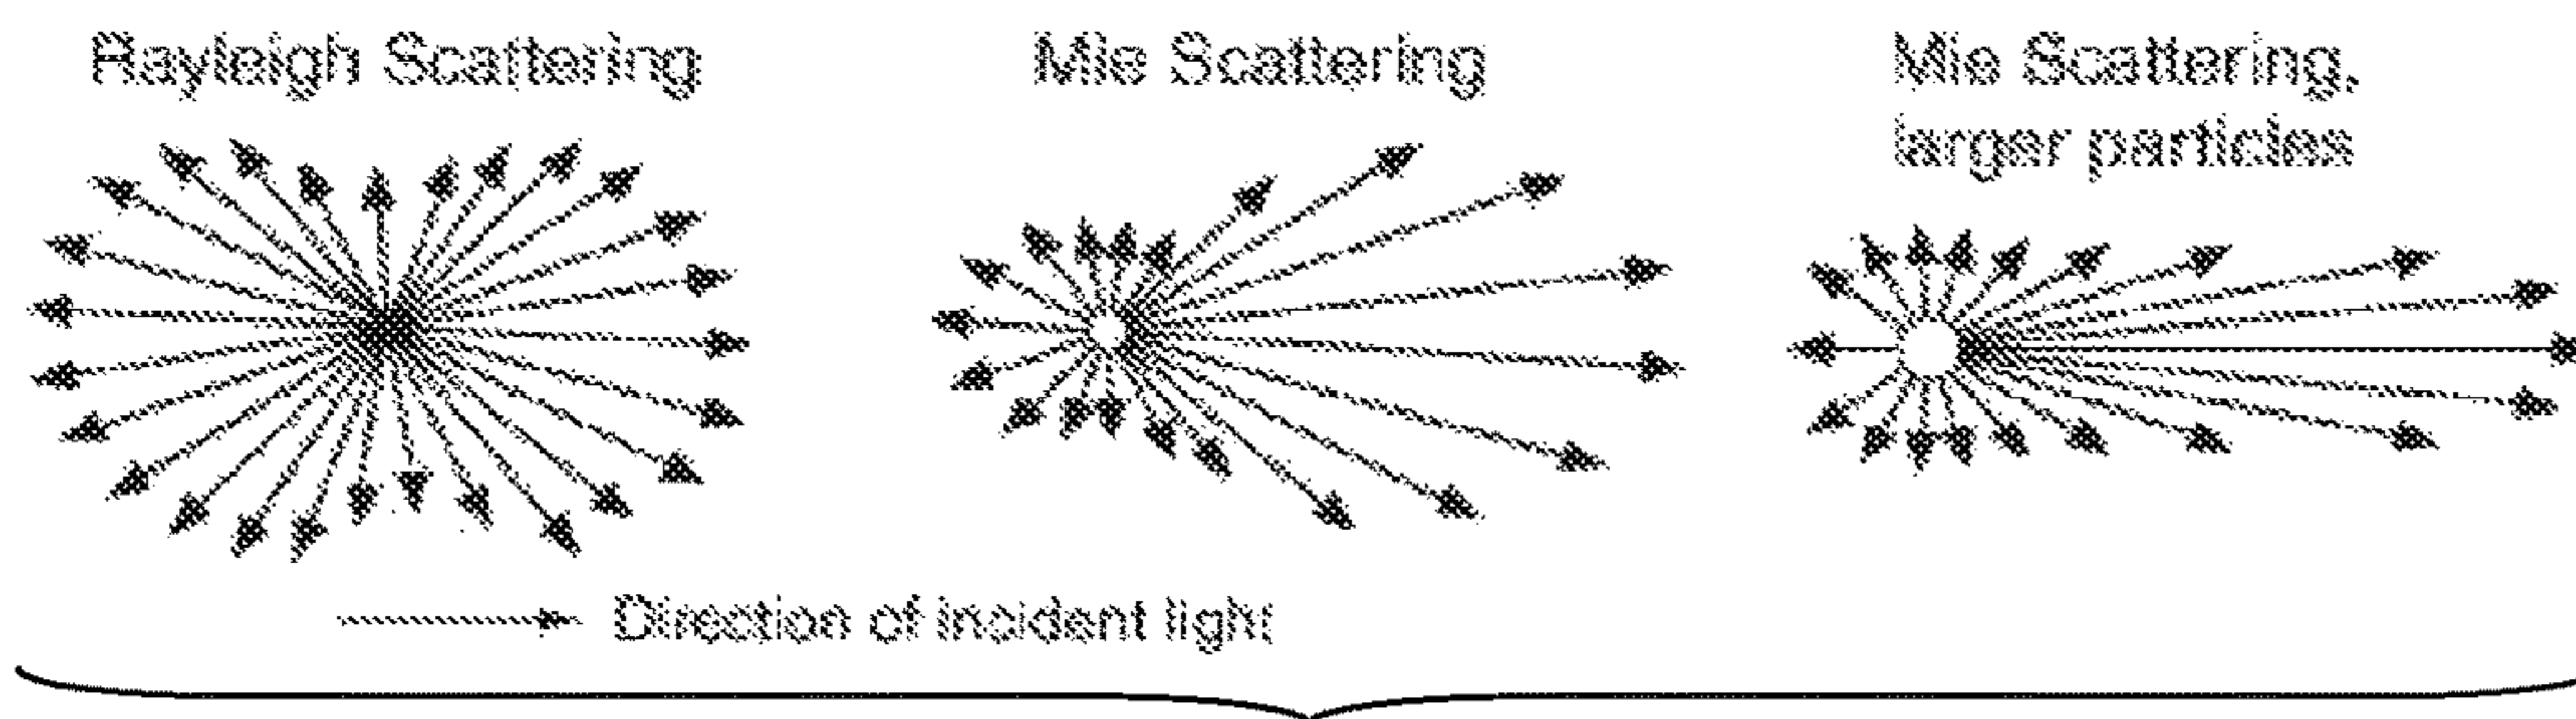 Rayleigh Scattering
Mie Scattering
Mie Scattering,
larger particles
Direction of incident light